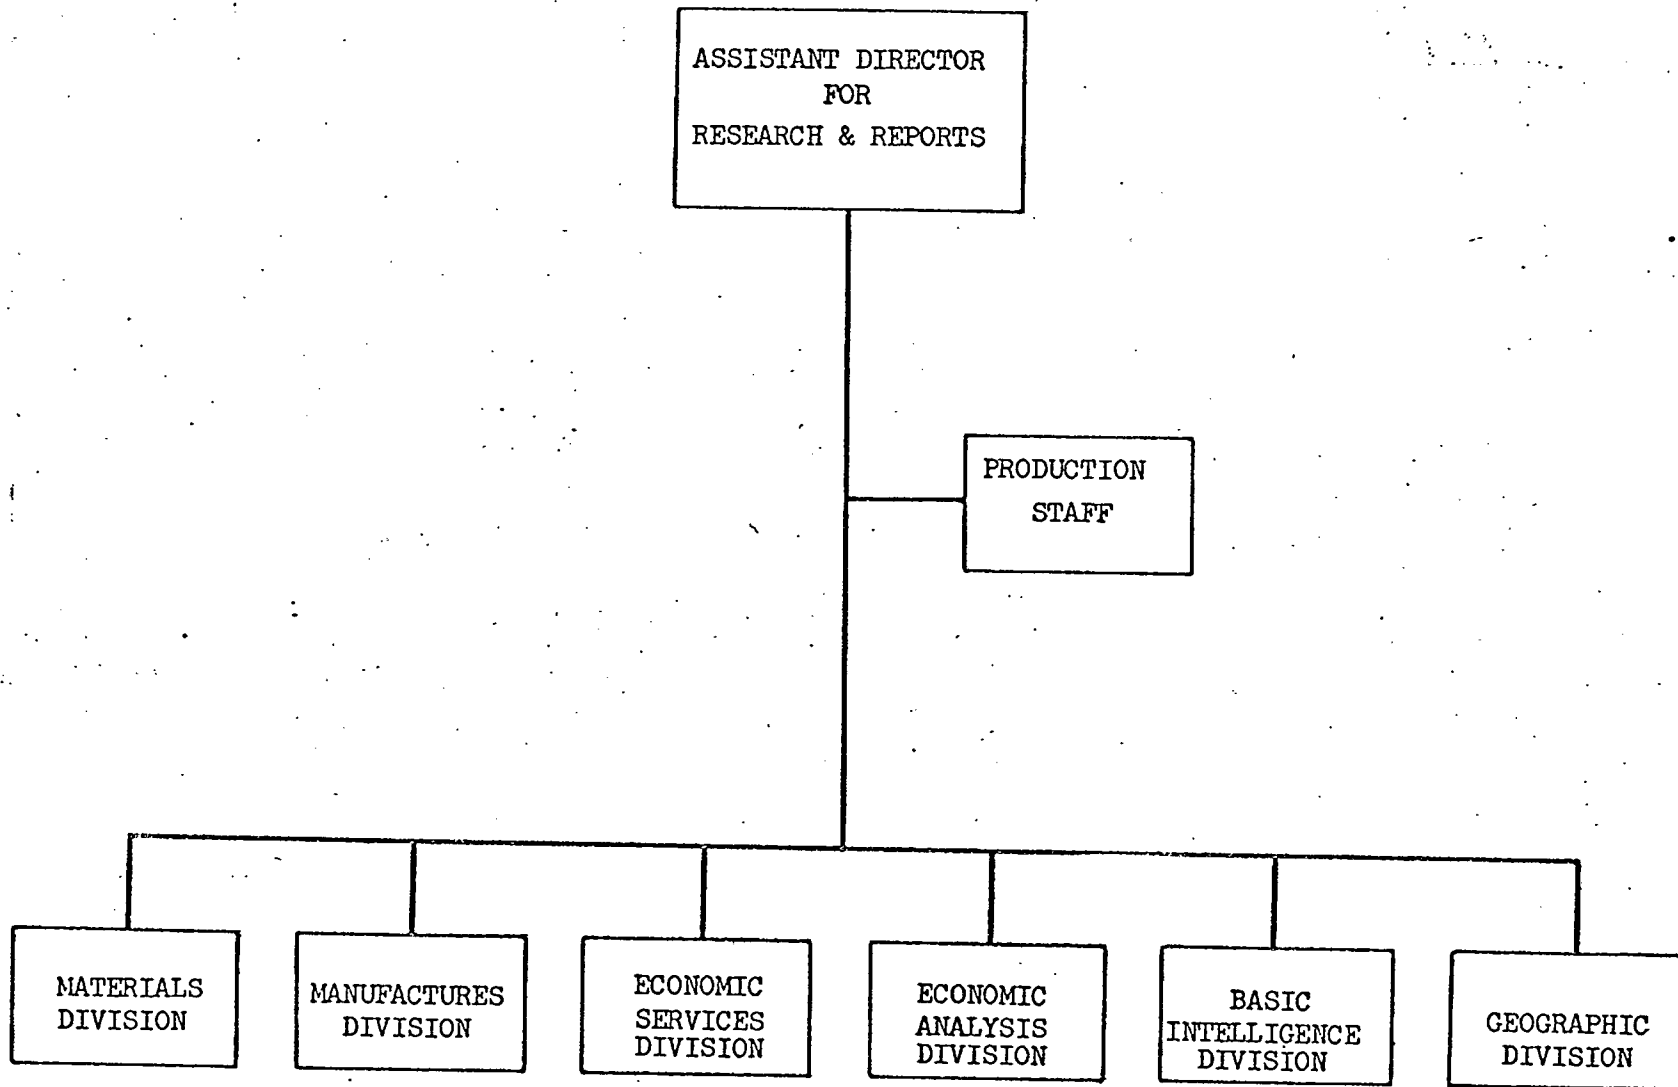 ASSISTANT DIRECTOR
FOR
RESEARCH & REPORTS
PRODUCTION
STAFF
MATERIALS
DIVISION
MANUFACTURES
DIVISION
ECONOMIC
SERVICES
DIVISION
ECONOMIC
ANALYSIS
DIVISION
BASIC
INTELLIGENCE
DIVISION
GEOGRAPHIC
DIVISION